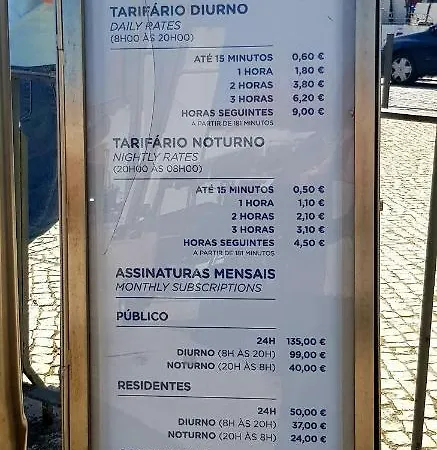 TARIFÁRIO DIURNO
DAILY RATES
(8H00 ÀS 20H00)
ATÉ 15 MINUTOS 0,60 €
1 HORA 1,80 €
2 HORAS 3,80 €
3 HORAS 6,20 €
HORAS SEGUINTES 9,00 €
A PARTIR DE 181 MINUTOS
TARIFÁRIO NOTURNO
NIGHTLY RATES
(20H00 ÀS 08H00)
ATÉ 15 MINUTOS 0,50 €
1 HORA 1,10 €
2 HORAS 2,10 €
3 HORAS 3,10 €
HORAS SEGUINTES 4,50 €
A PARTIR DE 181 MINUTOS
ASSINATURAS MENSAIS
MONTHLY SUBSCRIPTIONS
PÚBLICO
24H 135,00 €
DIURNO (8H ÀS 20H) 99,00 €
NOTURNO (20H ÀS 8H) 40,00 €
RESIDENTES
24H 50,00 €
DIURNO (8H ÀS 20H) 37,00 €
NOTURNO (20H ÀS 8H) 24,00 €